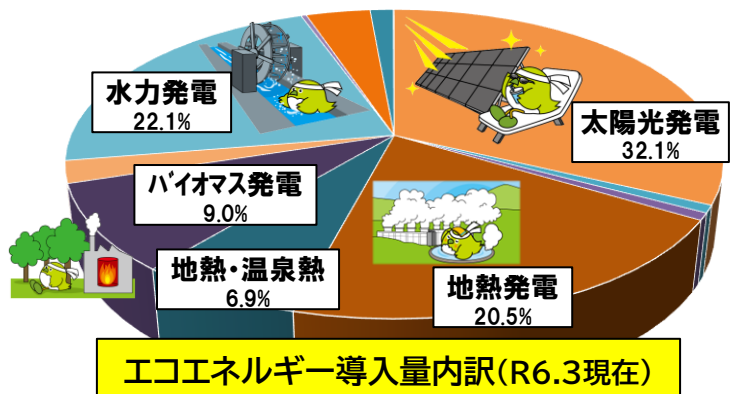 水力発電
22.1%
太陽光発電
32.1%
バイオマス発電
9.0%
地熱・温泉熱
6.9%
地熱発電
20.5%
エコエネルギー導入量内訳(R6.3現在)